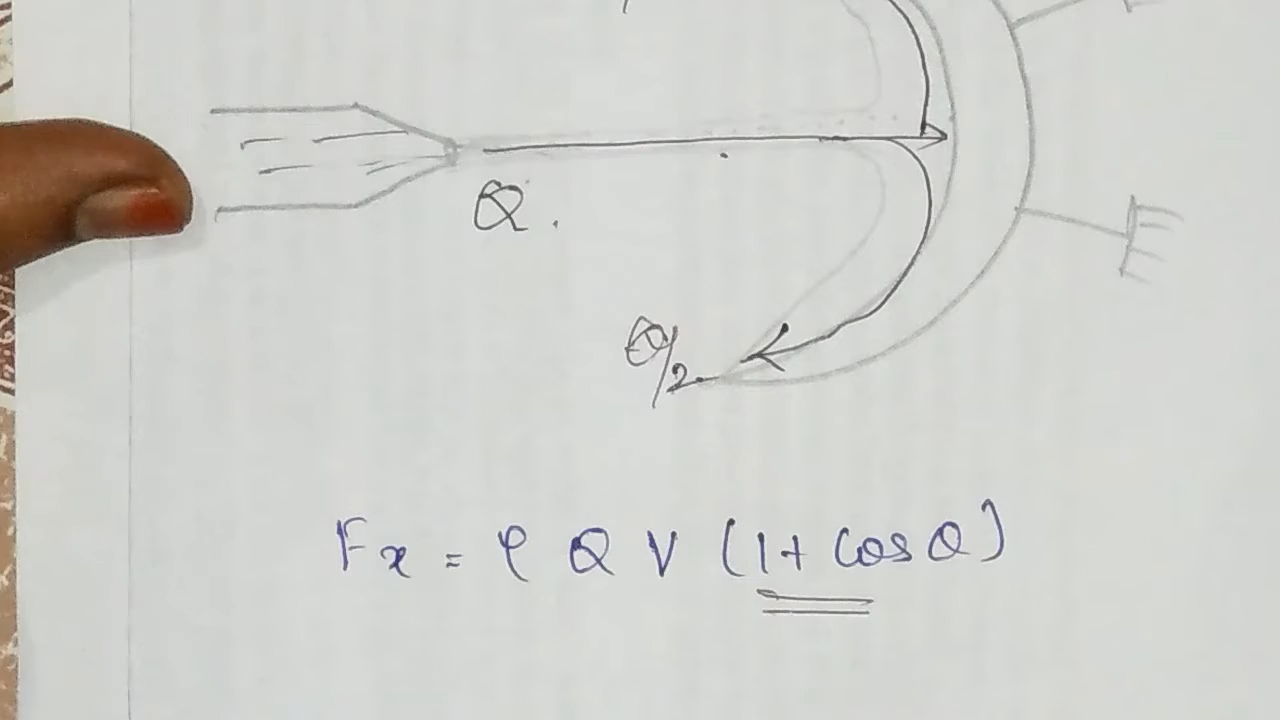 Q.
Q/2
Fx = ρ Q V (1+ Cos θ)